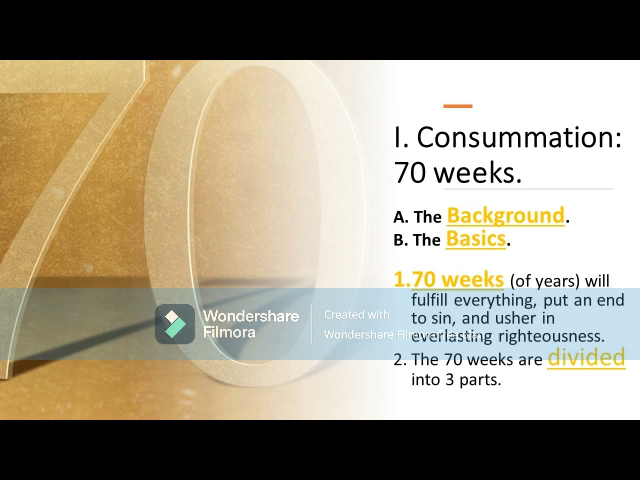 70
I. Consummation:
70 weeks.
A. The Background.
B. The Basics.
1.70 weeks (of years) will
fulfill everything, put an end
to sin, and usher in
everlasting righteousness.
2. The 70 weeks are divided
into 3 parts.
Wondershare
Filmora
Created with
Wondershare